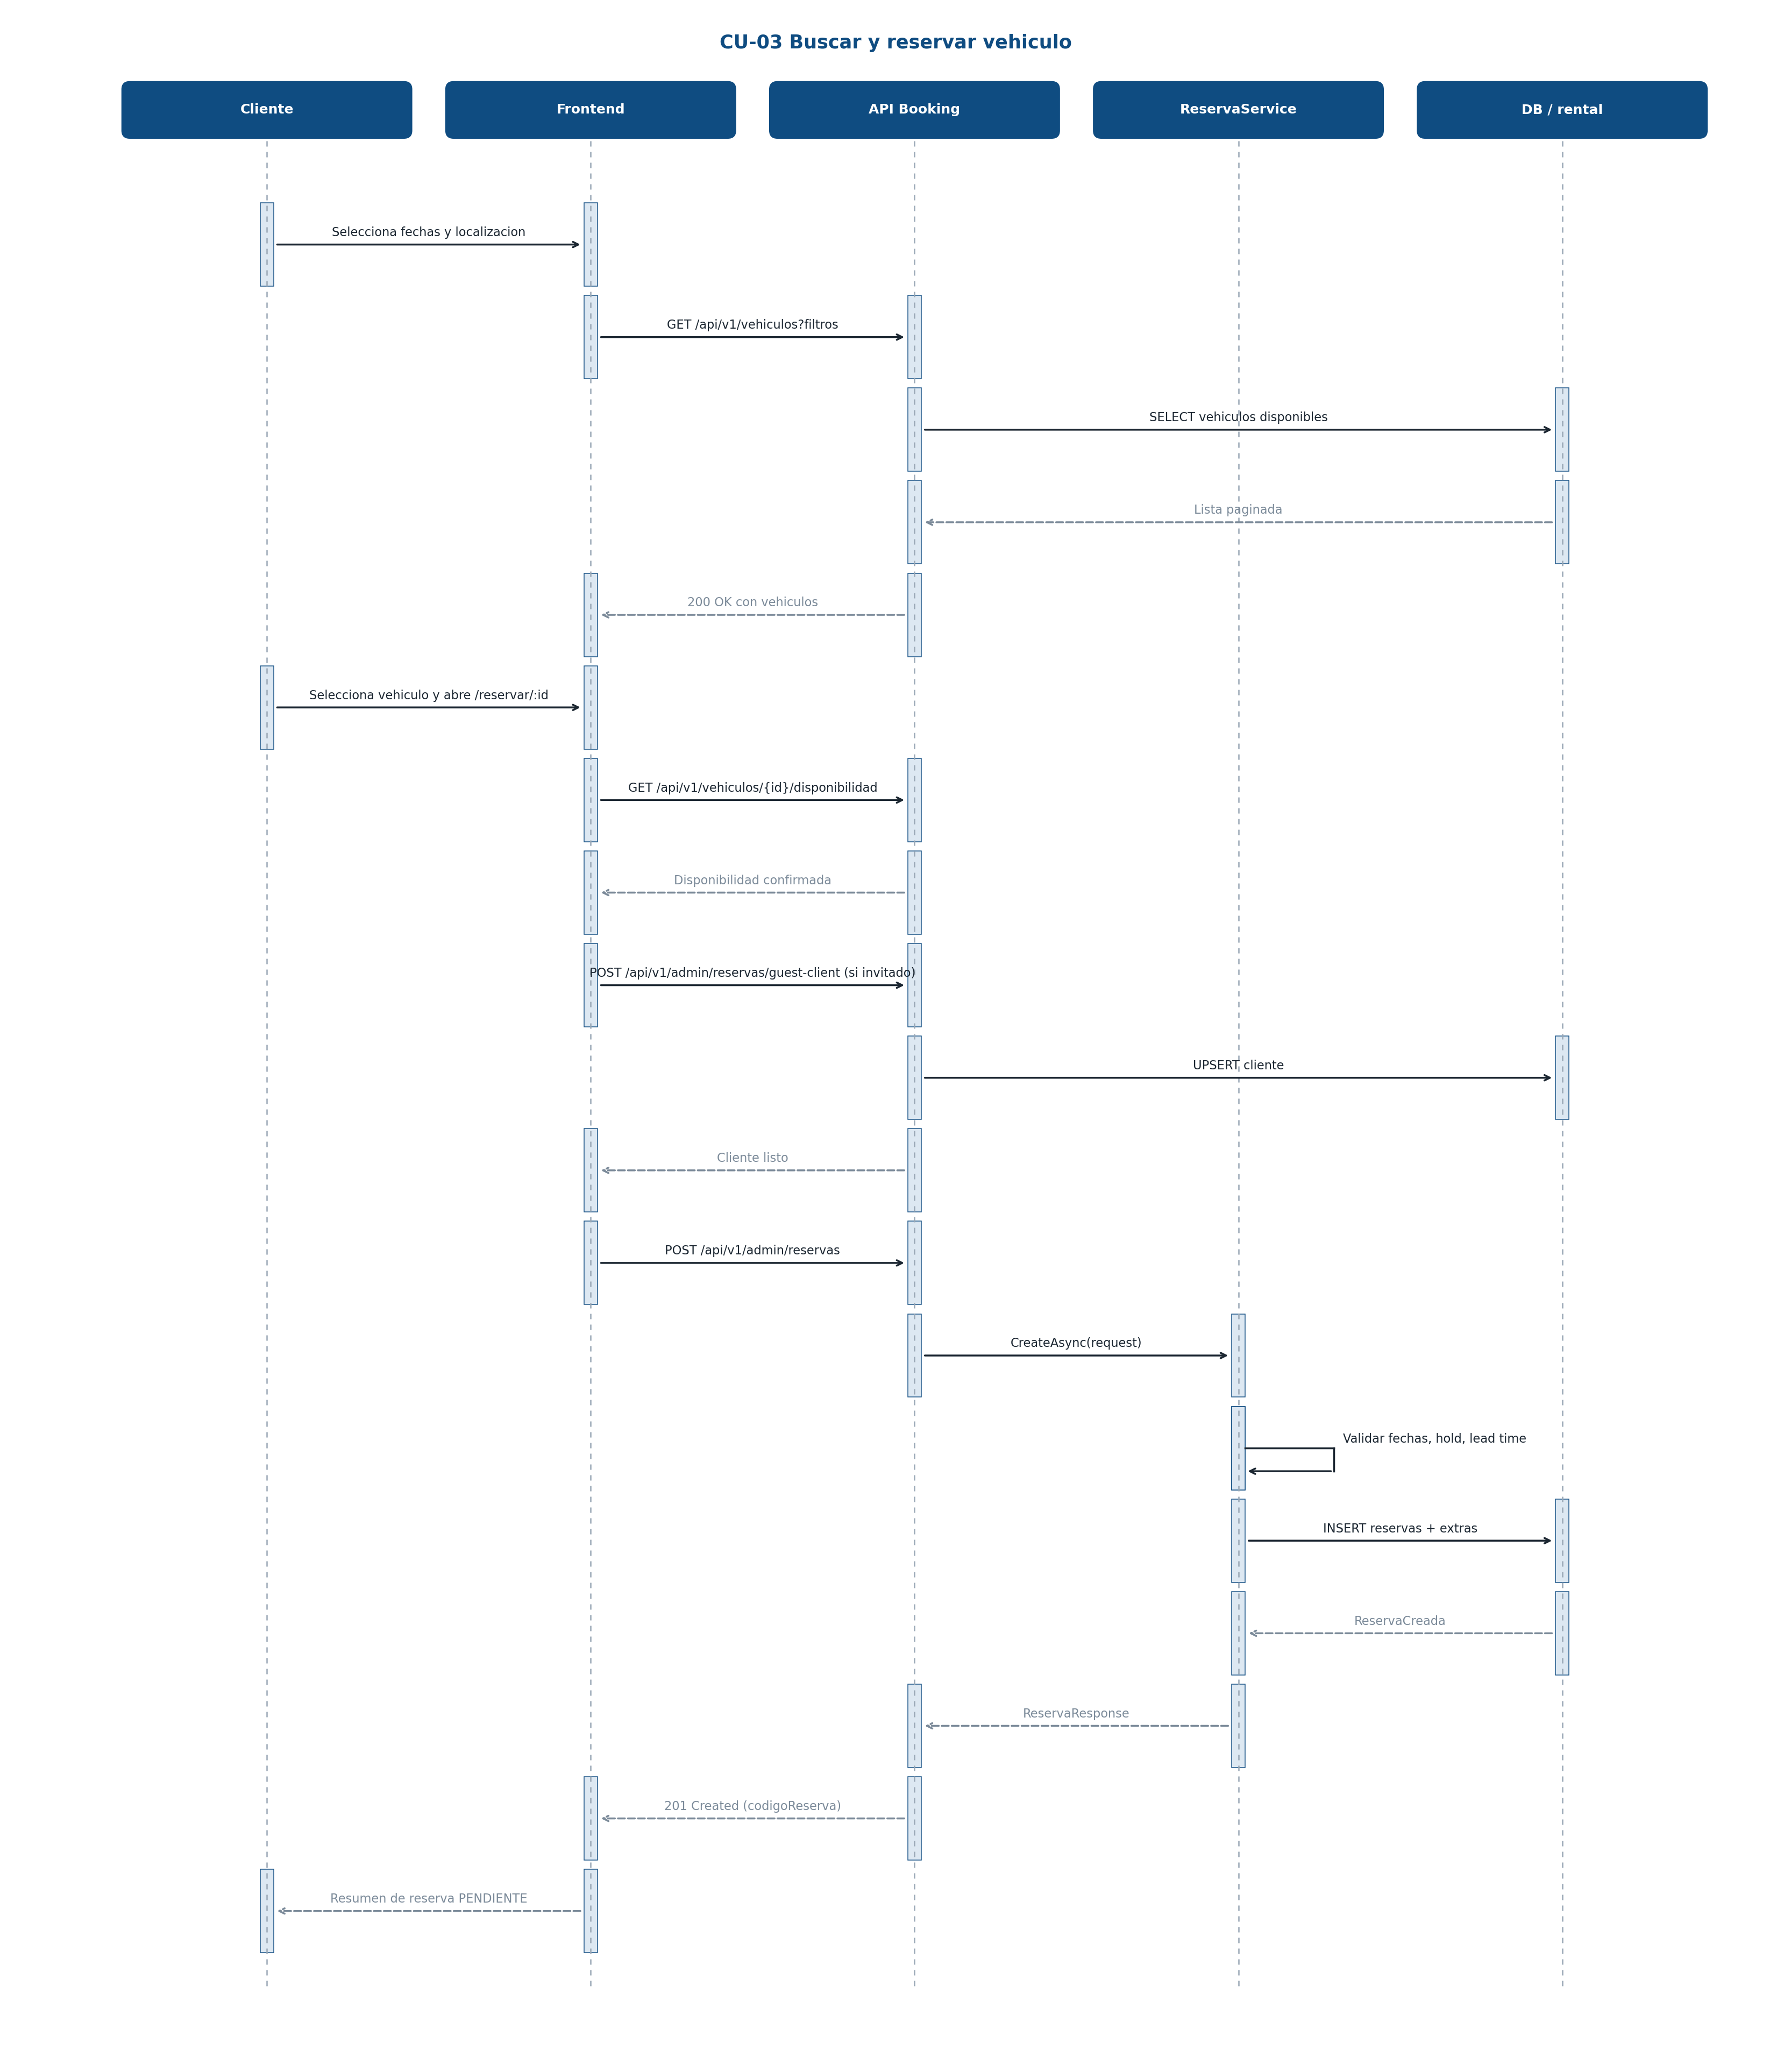 CU-03 Buscar y reservar vehiculo
Cliente
Frontend
API Booking
ReservaService
DB / rental
Selecciona fechas y localizacion
GET /api/v1/vehiculos?filtros
SELECT vehiculos disponibles
Lista paginada
200 OK con vehiculos
Selecciona vehiculo y abre /reservar/:id
GET /api/v1/vehiculos/{id}/disponibilidad
Disponibilidad confirmada
POST /api/v1/admin/reservas/guest-client (si invitado)
UPSERT cliente
Cliente listo
POST /api/v1/admin/reservas
CreateAsync(request)
Validar fechas, hold, lead time
INSERT reservas + extras
ReservaCreada
ReservaResponse
201 Created (codigoReserva)
Resumen de reserva PENDIENTE